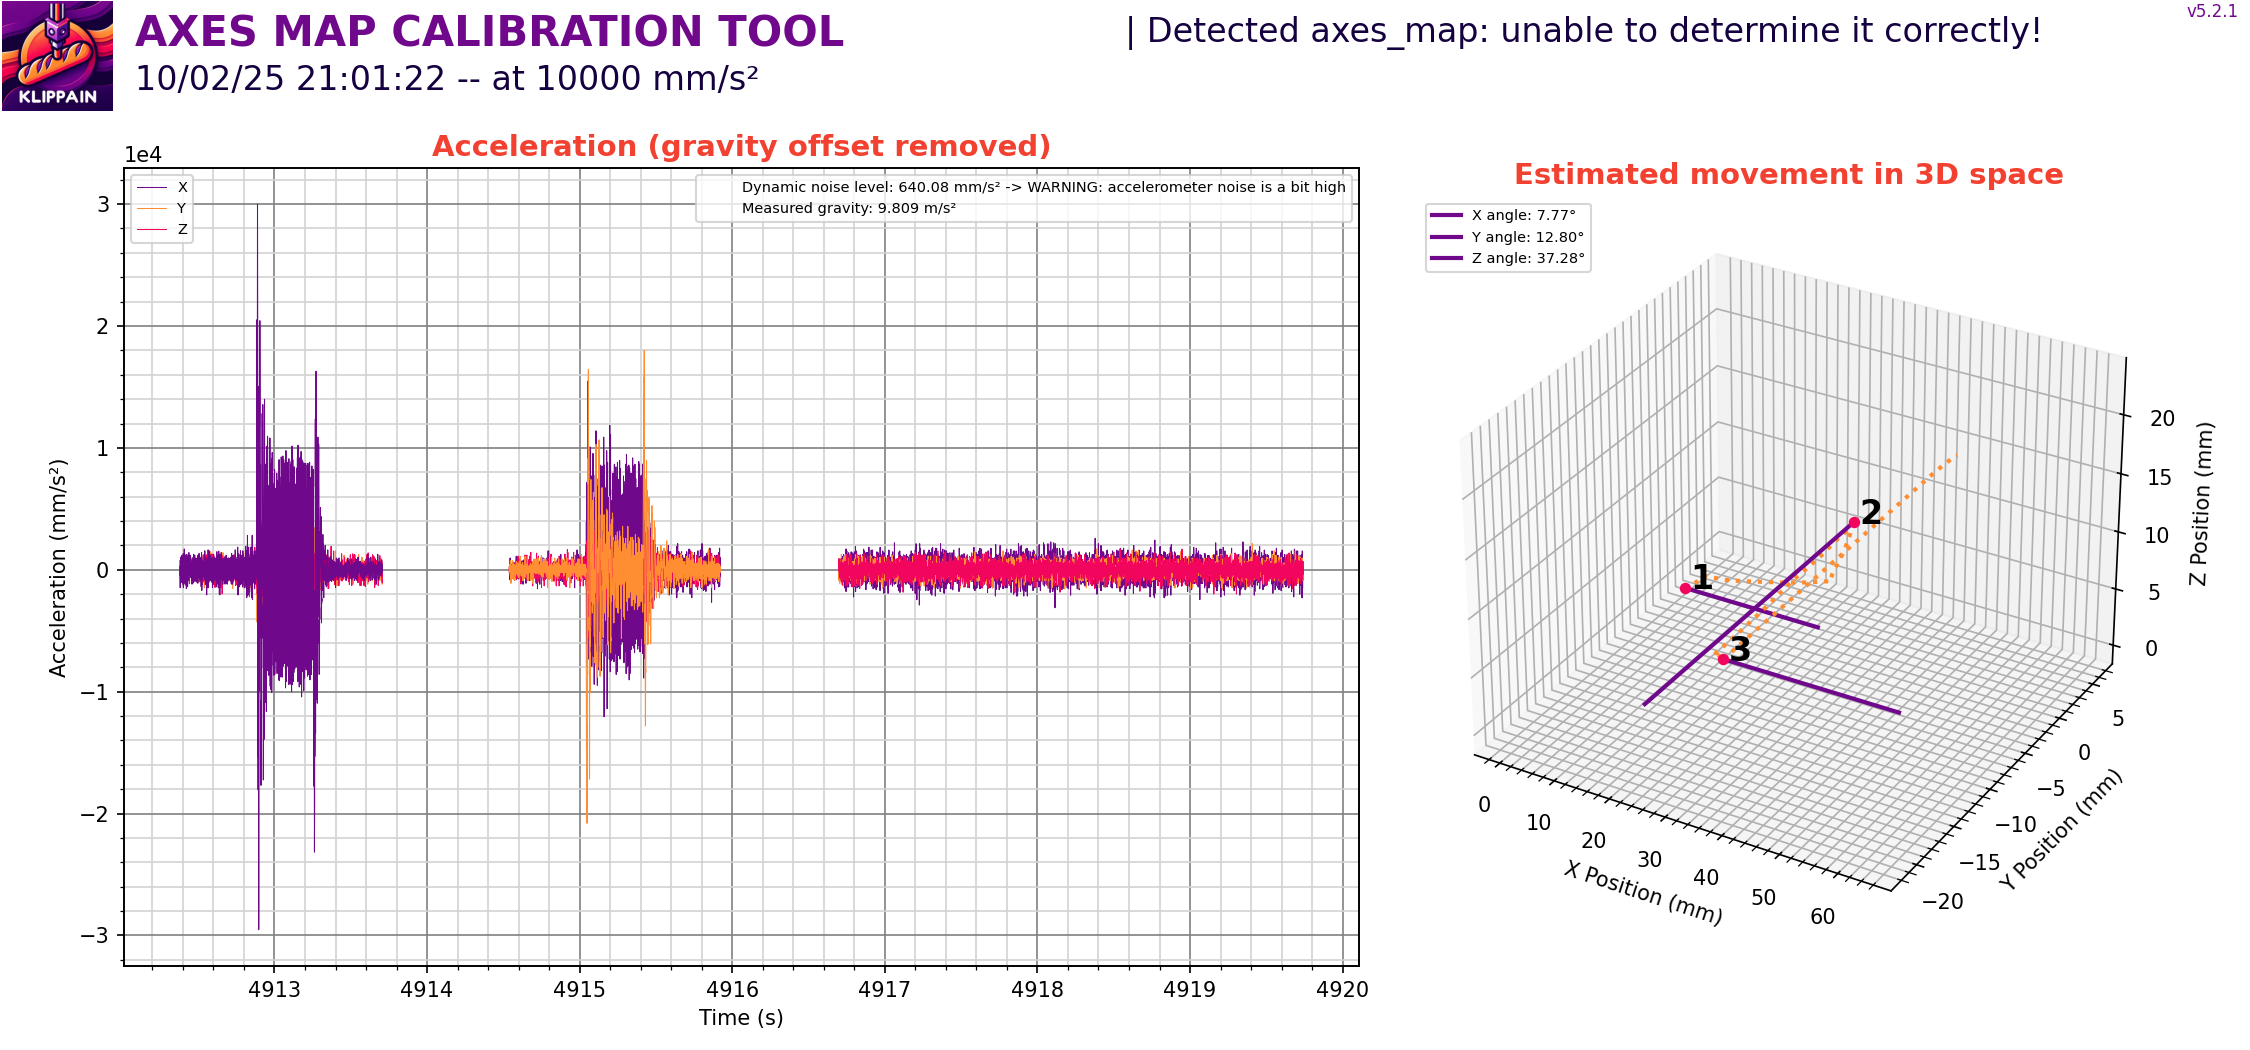 AXES MAP CALIBRATION TOOL
| Detected axes_map: unable to determine it correctly!
v5.2.1
10/02/25 21:01:22 -- at 10000 mm/s²
KLIPPAIN
Acceleration (gravity offset removed)
1e4
X
Y
Z
Dynamic noise level: 640.08 mm/s² -> WARNING: accelerometer noise is a bit high
Measured gravity: 9.809 m/s²
3
2
1
0
−1
−2
−3
Acceleration (mm/s²)
4913
4914
4915
4916
4917
4918
4919
4920
Time (s)
Estimated movement in 3D space
X angle: 7.77°
Y angle: 12.80°
Z angle: 37.28°
1
2
3
0
10
20
30
40
50
60
X Position (mm)
−20
−15
−10
−5
0
5
Y Position (mm)
0
5
10
15
20
Z Position (mm)